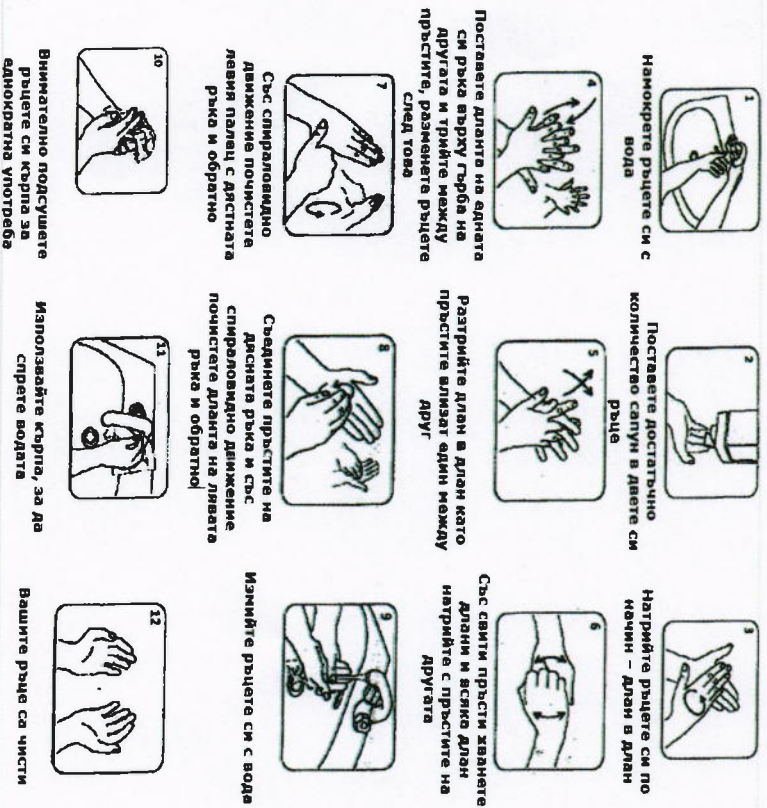 1
Намокрете ръцете си с
вода
2
Поставете достатъчно
количество сапун в двете си
ръце
3
Натрийте ръцете си по
начин – длан в длан
4
Поставете дланта на едната
си ръка върху гърба на
другата и трийте между
пръстите, разменете ръцете
след това
5
Разтрийте длан в длан като
пръстите влизат един между
друг
6
Със свити пръсти хванете
длани и всяка длан
натрийте с пръстите на
другата
7
Със спираловидно
движение почистете
левия палец с дястната
ръка и обратно
8
Съединете пръстите на
дясната ръка и със
спираловидно движение
почистете дланта на лявата
ръка и обратно
9
Измийте ръцете си с вода
10
Внимателно подсушете
ръцете си кърпа за
еднократна употреба
11
Използвайте кърпа, за да
спрете водата
12
Вашите ръце са чисти